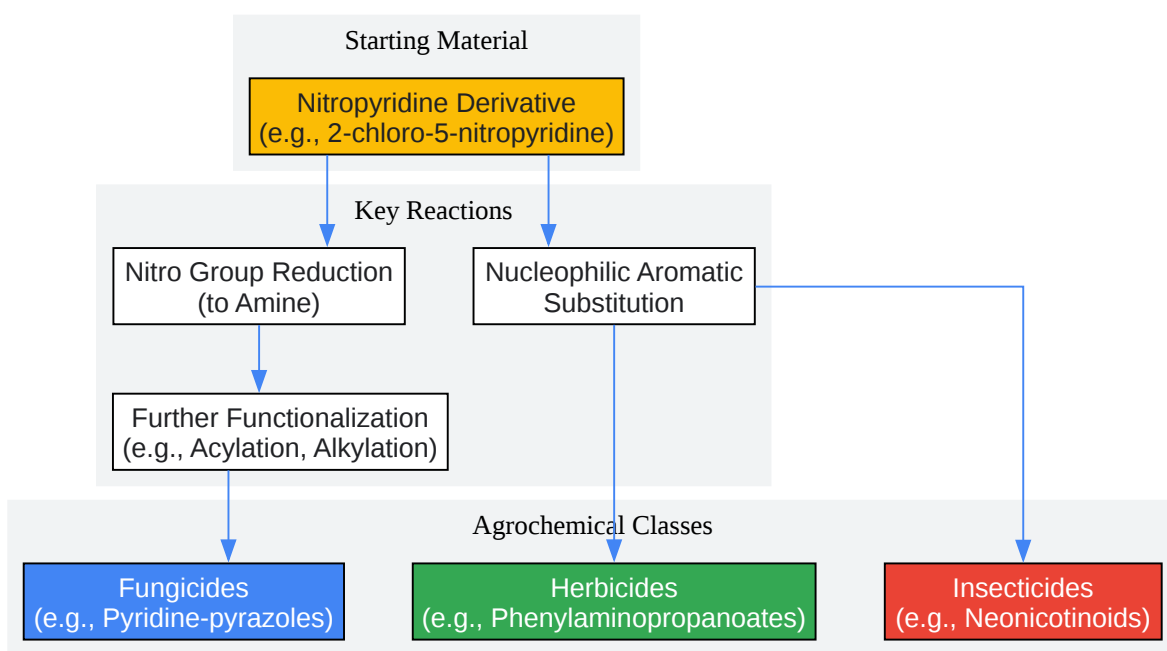 Starting Material
Nitropyridine Derivative
(e.g., 2-chloro-5-nitropyridine)
Key Reactions
Nitro Group Reduction
(to Amine)
Nucleophilic Aromatic
Substitution
Further Functionalization
(e.g., Acylation, Alkylation)
Agrochemical Classes
Fungicides
(e.g., Pyridine-pyrazoles)
Herbicides
(e.g., Phenylaminopropanoates)
Insecticides
(e.g., Neonicotinoids)